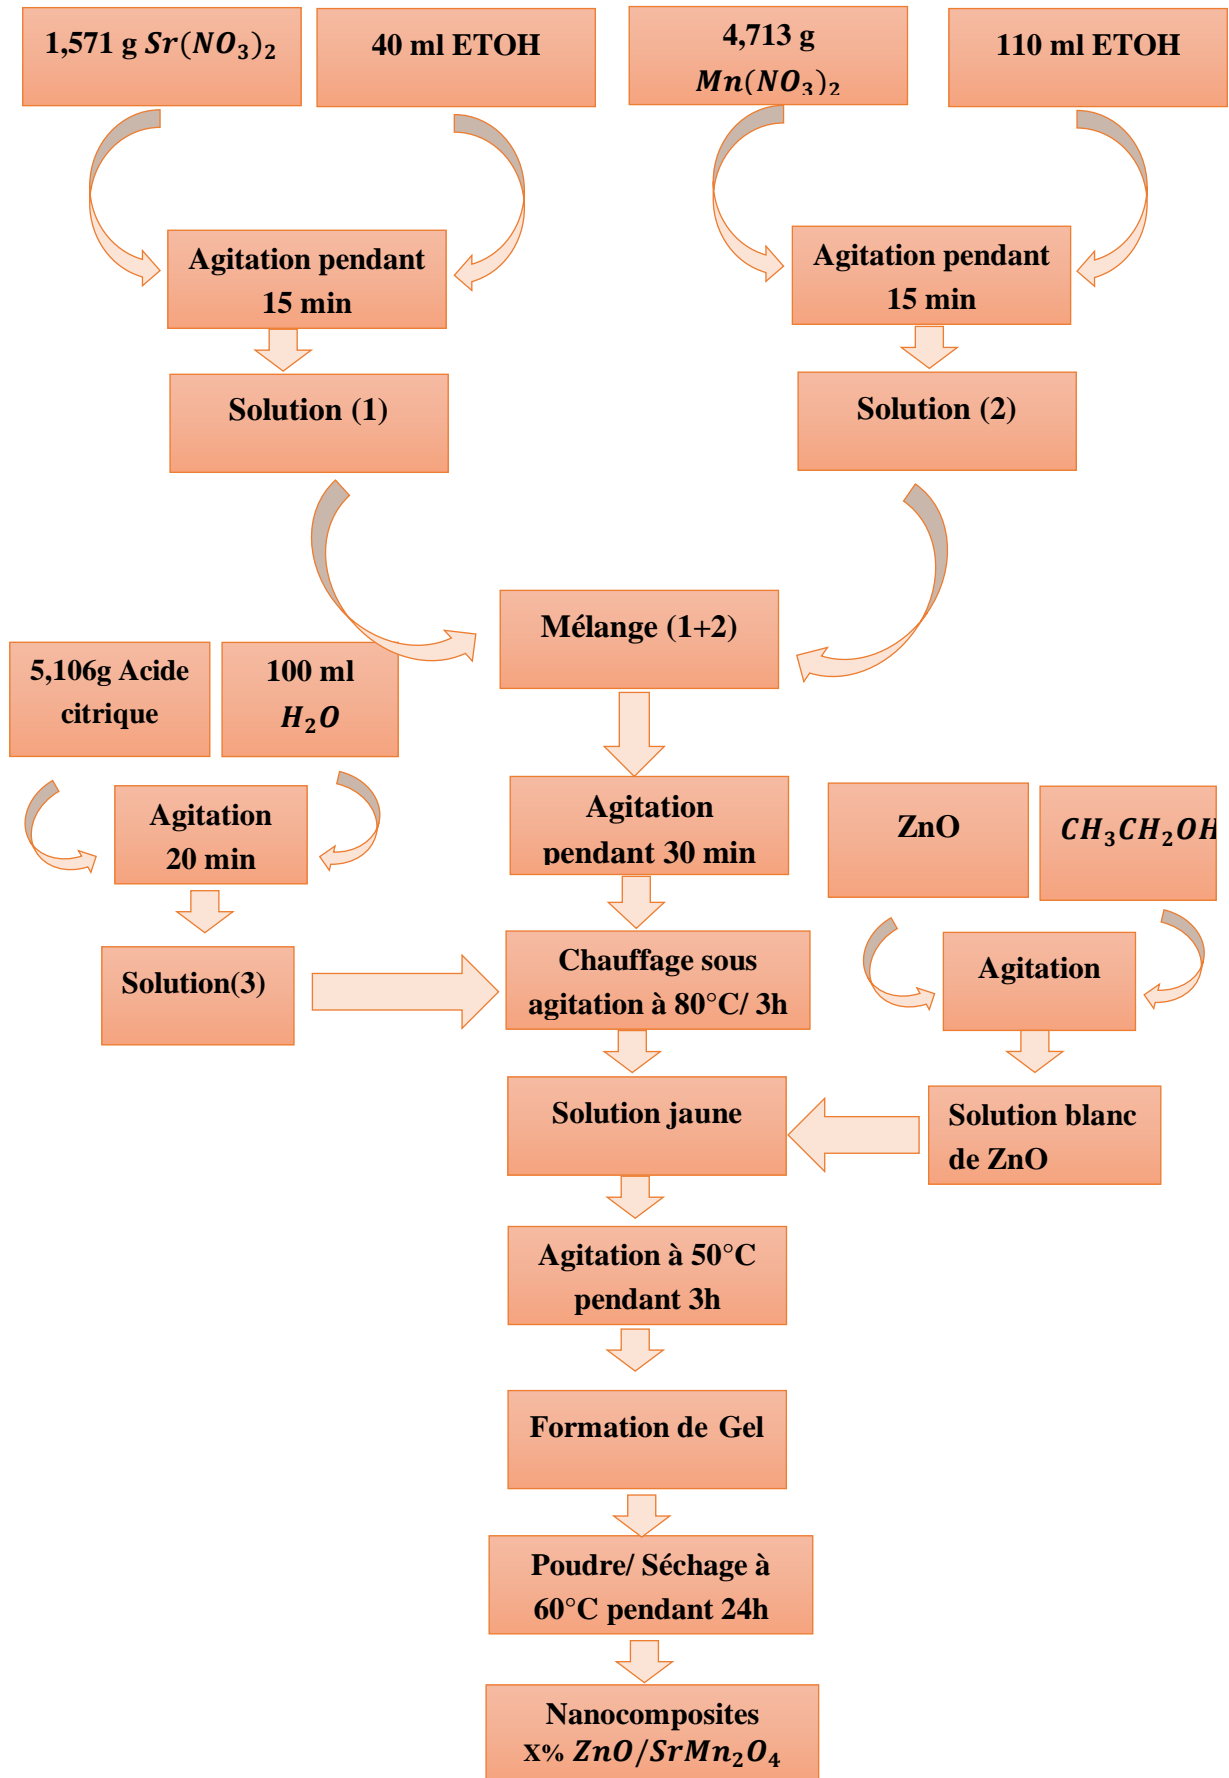 1,571 g Sr(NO₃)₂
40 ml ETOH
4,713 g
Mn(NO₃)₂
110 ml ETOH
Agitation pendant
15 min
Agitation pendant
15 min
Solution (1)
Solution (2)
Mélange (1+2)
5,106g Acide
citrique
100 ml
H₂O
Agitation
20 min
Agitation
pendant 30 min
ZnO
CH₃CH₂OH
Solution(3)
Chauffage sous
agitation à 80°C/ 3h
Agitation
Solution jaune
Solution blanc
de ZnO
Agitation à 50°C
pendant 3h
Formation de Gel
Poudre/ Séchage à
60°C pendant 24h
Nanocomposites
X% ZnO/SrMn₂O₄